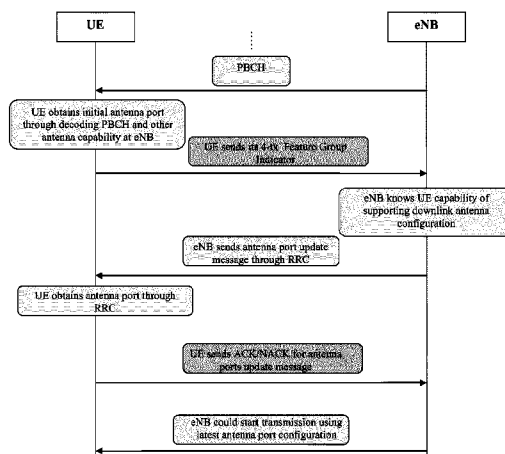 UE
eNB
PBCH
UE obtains initial antenna port
through decoding PBCH and other
antenna capability at eNB
UE sends its 4-tx Feature Group
Indicator
eNB knows UE capability of
supporting downlink antenna
configuration
eNB sends antenna port update
message through RRC
UE obtains antenna port through
RRC
UE sends ACK/NACK for antenna
ports update message
eNB could start transmission using
latest antenna port configuration